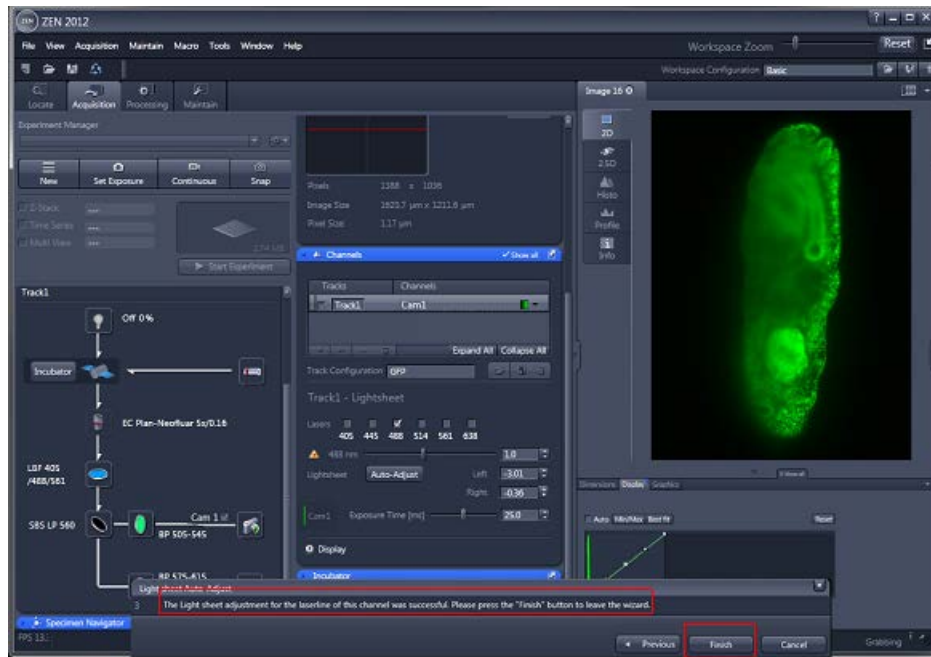 ZEN 2012
File View Acquisition Maintain Macro Tools Window Help
Workspace Zoom Reset
Workspace Configuration Basic
Locate Acquisition Processing Maintain
Experiment Manager
New Set Exposure Continuous Snap
Z-Stack
Time Series
Multi View
Start Experiment
Track1
Off 0%
Incubator
EC Plan-Neofluar 5x/0.16
LBF 405
/488/561
SBS LP 560
Cam 1
BP 505-545
BP 575-615
Specimen Navigator
Pixels 1388 x 1036
Image Size 1623.7 µm x 1211.6 µm
Pixel Size 1.17 µm
Channels Show all
Tracks Channels
Track1 Cam1
Expand All Collapse All
Track Configuration GFP
Track1 - Lightsheet
Lasers
405 445 488 514 561 638
488 nm 1.0
Lightsheet Auto-Adjust Left -3.01
Right -0.36
Cam1 Exposure Time [ms] 25.0
Display
Incubator
Image 16
2D
2.5D
Histo
Profile
Info
Show all
Dimensions Display Graphics
Auto Min/Max Best fit Reset
Light sheet Auto-Adjust
3 The Light sheet adjustment for the laserline of this channel was successful. Please press the "Finish" button to leave the wizard.
Previous Finish Cancel
Grabbing